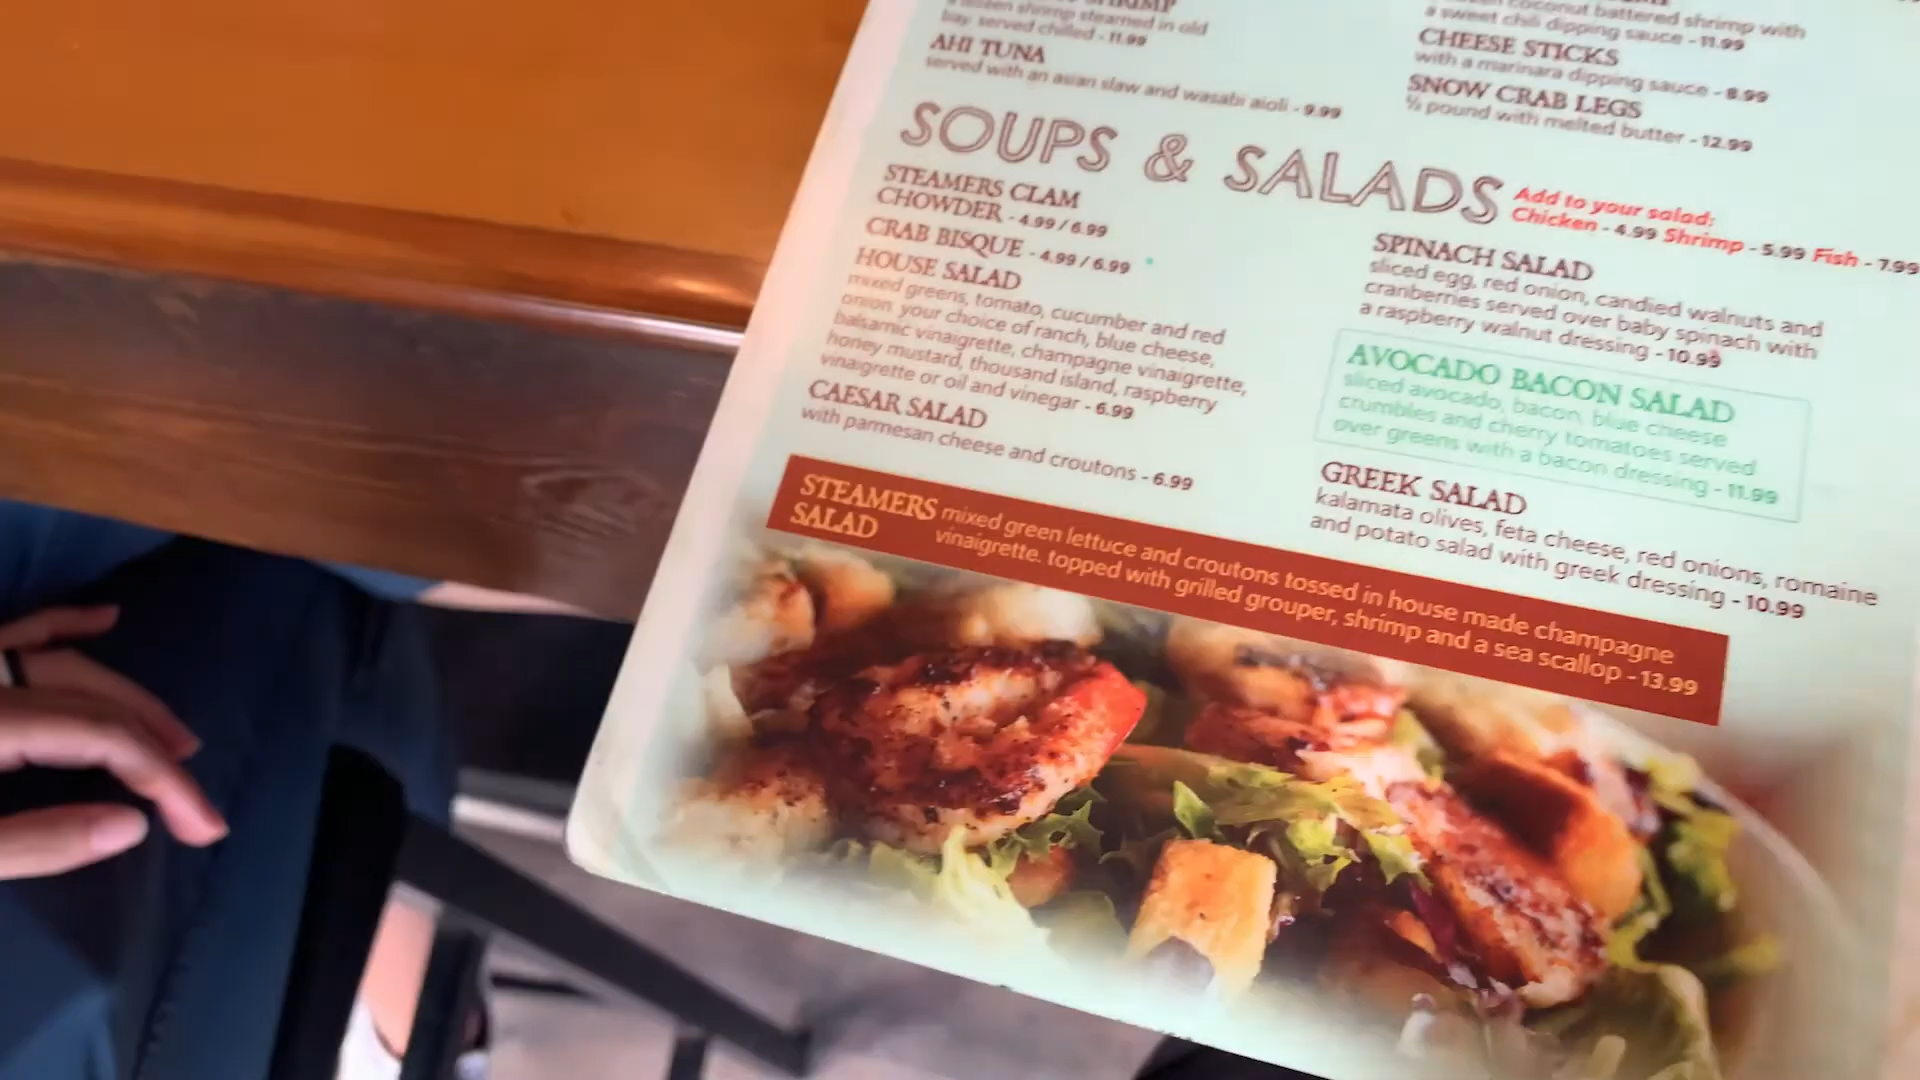 SHRIMP
a dozen shrimp steamed in old
bay served chilled - 11.99
AHI TUNA
served with an asian slaw and wasabi aioli - 9.99
coconut battered shrimp with
a sweet chili dipping sauce - 11.99
CHEESE STICKS
with a marinara dipping sauce - 8.99
SNOW CRAB LEGS
½ pound with melted butter - 12.99
SOUPS & SALADS
Add to your salad:
Chicken - 4.99 Shrimp - 5.99 Fish - 7.99
STEAMERS CLAM
CHOWDER - 4.99 / 6.99
CRAB BISQUE - 4.99 / 6.99
HOUSE SALAD
mixed greens, tomato, cucumber and red
onion. your choice of ranch, blue cheese,
balsamic vinaigrette, champagne vinaigrette,
honey mustard, thousand island, raspberry
vinaigrette or oil and vinegar - 6.99
CAESAR SALAD
with parmesan cheese and croutons - 6.99
SPINACH SALAD
sliced egg, red onion, candied walnuts and
cranberries served over baby spinach with
a raspberry walnut dressing - 10.99
AVOCADO BACON SALAD
sliced avocado, bacon, blue cheese
crumbles and cherry tomatoes served
over greens with a bacon dressing - 11.99
GREEK SALAD
kalamata olives, feta cheese, red onions, romaine
and potato salad with greek dressing - 10.99
STEAMERS
SALAD
mixed green lettuce and croutons tossed in house made champagne
vinaigrette. topped with grilled grouper, shrimp and a sea scallop - 13.99